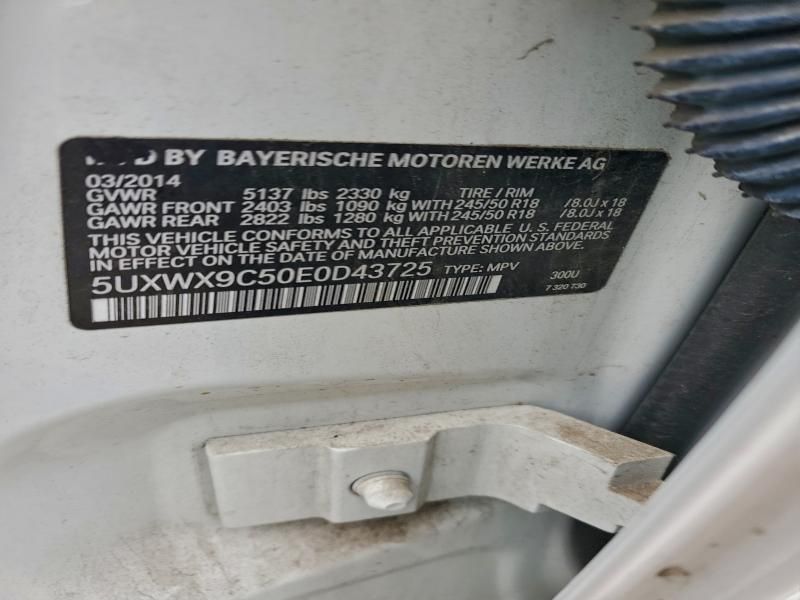 BY BAYERISCHE MOTOREN WERKE AG
03/2014
GVWR 5137 lbs 2330 kg TIRE / RIM
GAWR FRONT 2403 lbs 1090 kg WITH 245/50 R18 /8.0J x 18
GAWR REAR 2822 lbs 1280 kg WITH 245/50 R18 /8.0J x 18
THIS VEHICLE CONFORMS TO ALL APPLICABLE U. S. FEDERAL
MOTOR VEHICLE SAFETY AND THEFT PREVENTION STANDARDS
IN EFFECT ON THE DATE OF MANUFACTURE SHOWN ABOVE.
5UXWX9C50E0D43725 TYPE: MPV 300U
7 320 730